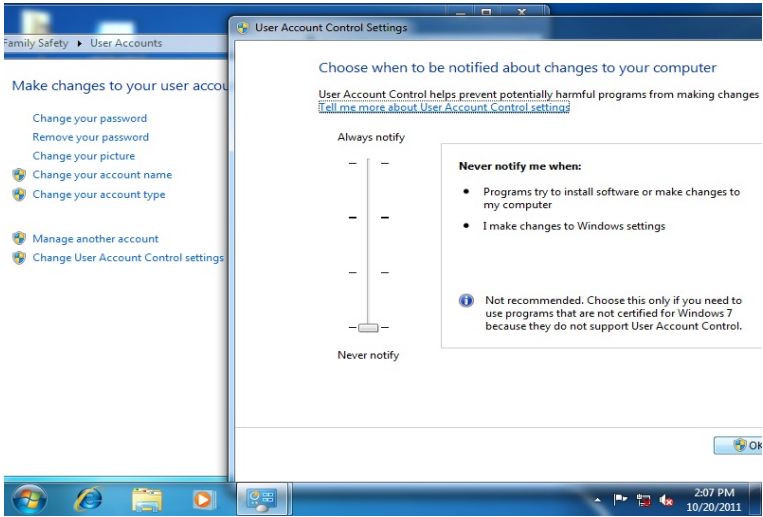 User Account Control Settings
Family Safety ▸ User Accounts
Make changes to your user accou
Change your password
Remove your password
Change your picture
Change your account name
Change your account type
Manage another account
Change User Account Control settings
Choose when to be notified about changes to your computer
User Account Control helps prevent potentially harmful programs from making changes
Tell me more about User Account Control settings
Always notify
Never notify
Never notify me when:
• Programs try to install software or make changes to
my computer
• I make changes to Windows settings
Not recommended. Choose this only if you need to
use programs that are not certified for Windows 7
because they do not support User Account Control.
OK
2:07 PM
10/20/2011